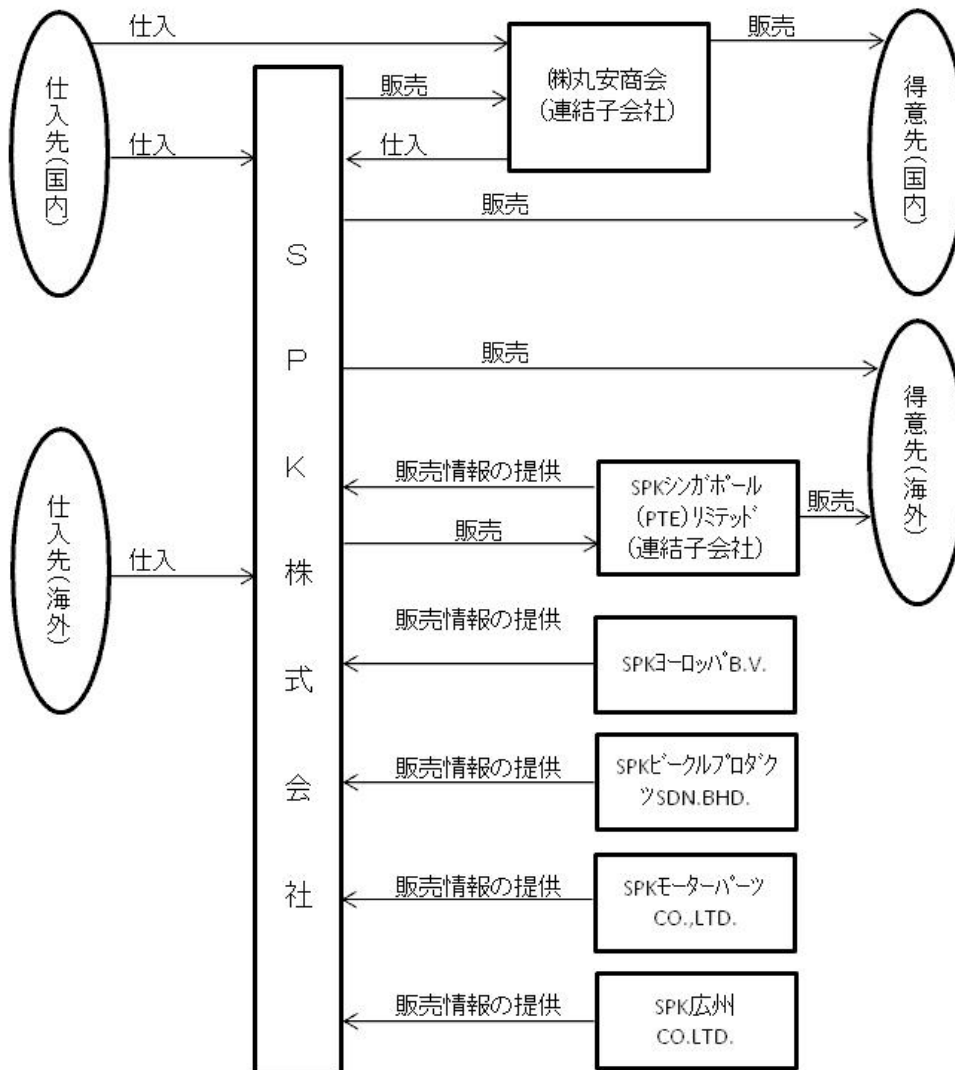 仕入
販売
㈱丸安商会
(連結子会社)
販売
仕入
仕入
販売
仕入先(国内)
得意先(国内)
SPK株式会社
販売
得意先(海外)
販売情報の提供
SPKｼﾝｶﾞﾎﾟｰﾙ
(PTE)ﾘﾐﾃｯﾄﾞ
(連結子会社)
販売
販売
仕入先(海外)
仕入
販売情報の提供
SPKﾖｰﾛｯﾊﾟB.V.
販売情報の提供
SPKﾋﾞｰｸﾙﾌﾟﾛﾀﾞｸ
ﾂSDN.BHD.
販売情報の提供
SPKﾓｰﾀｰﾊﾟｰﾂ
CO.,LTD.
販売情報の提供
SPK広州
CO.LTD.